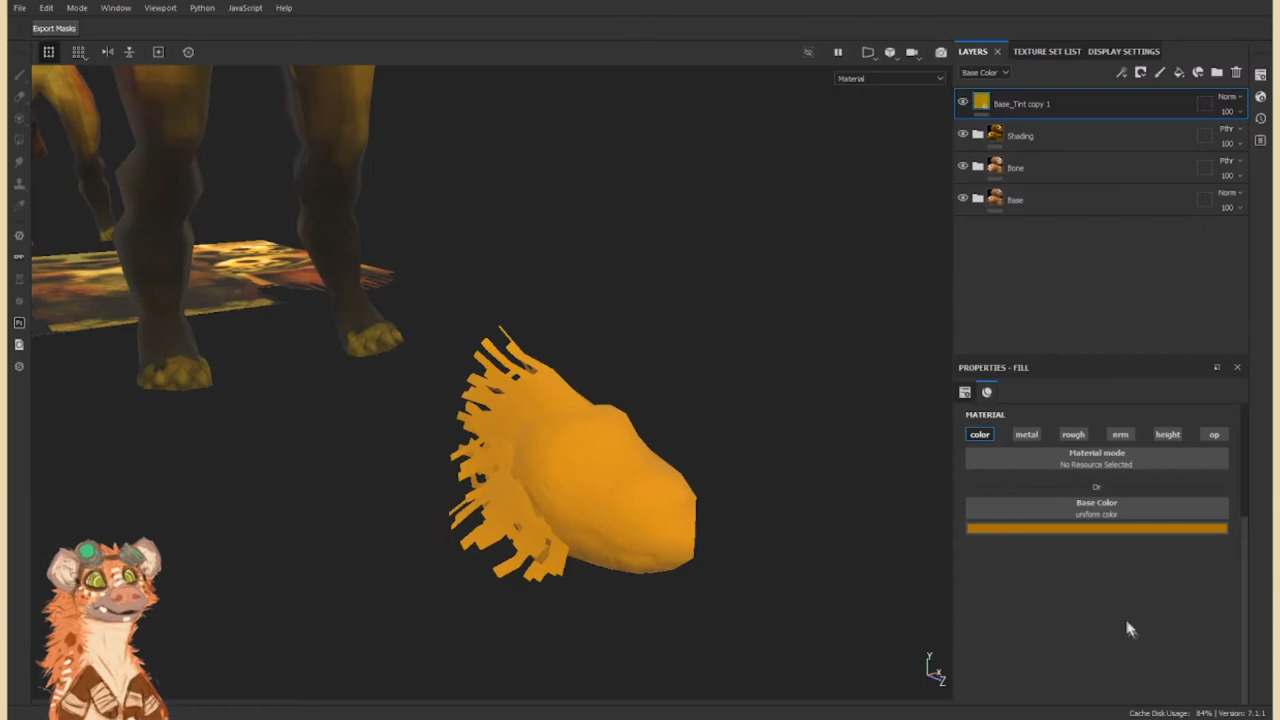 File Edit Mode Window Viewport Python JavaScript Help
Export Masks
LAYERS TEXTURE SET LIST DISPLAY SETTINGS
Base Color
Material
Base_Tint copy 1 Norm
100
Shading Pthr
100
Bone Pthr
100
Base Norm
100
PROPERTIES - FILL
MATERIAL
color metal rough nrm height op
Material mode
No Resource Selected
Or
Base Color
uniform color
Y
X
Z
Cache Disk Usage: 84% | Version: 7.1.1